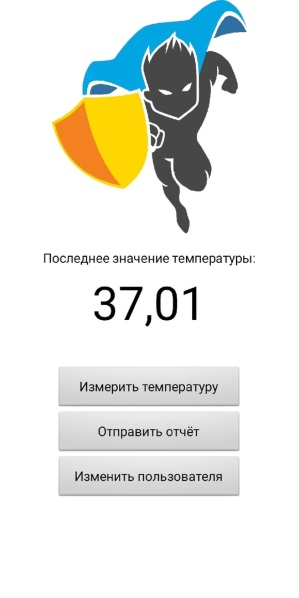 Последнее значение температуры:
37,01
Измерить температуру
Отправить отчёт
Изменить пользователя